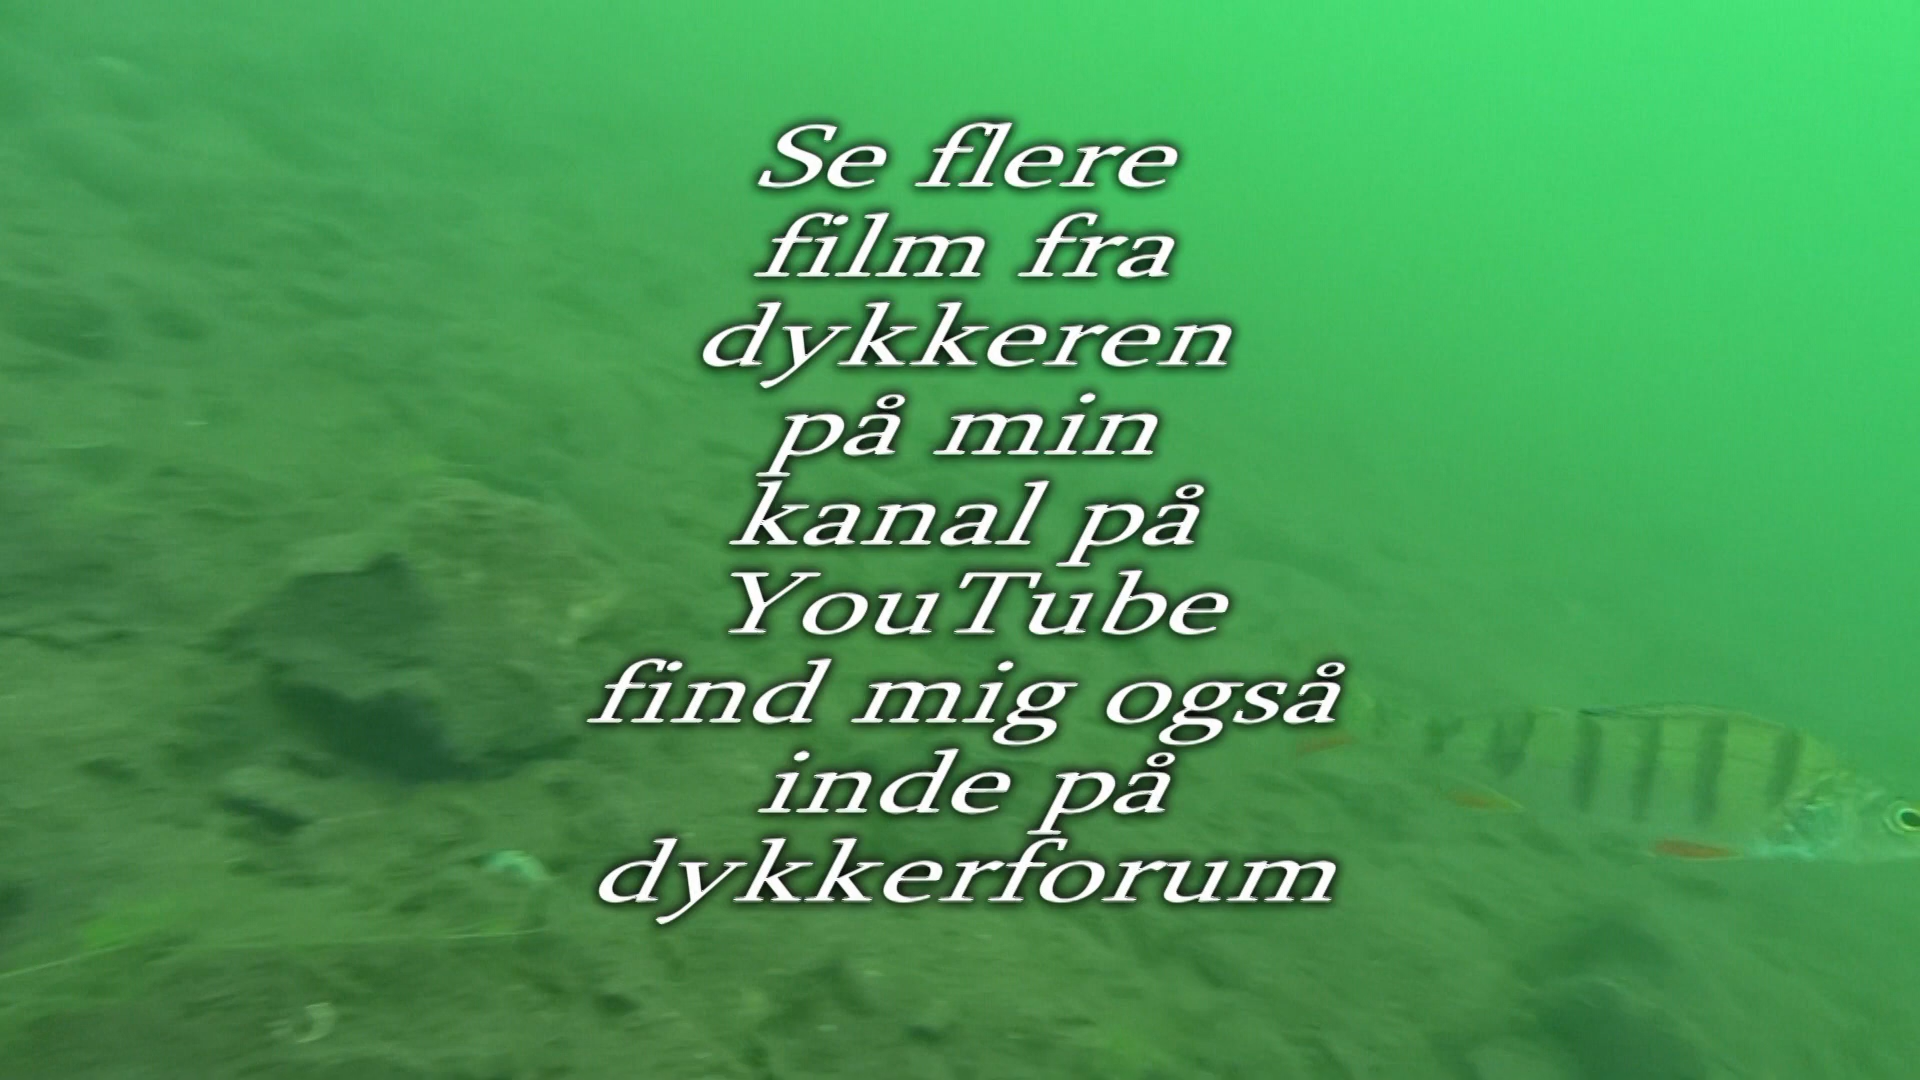 Se flere
film fra
dykkeren
på min
kanal på
YouTube
find mig også
inde på
dykkerforum